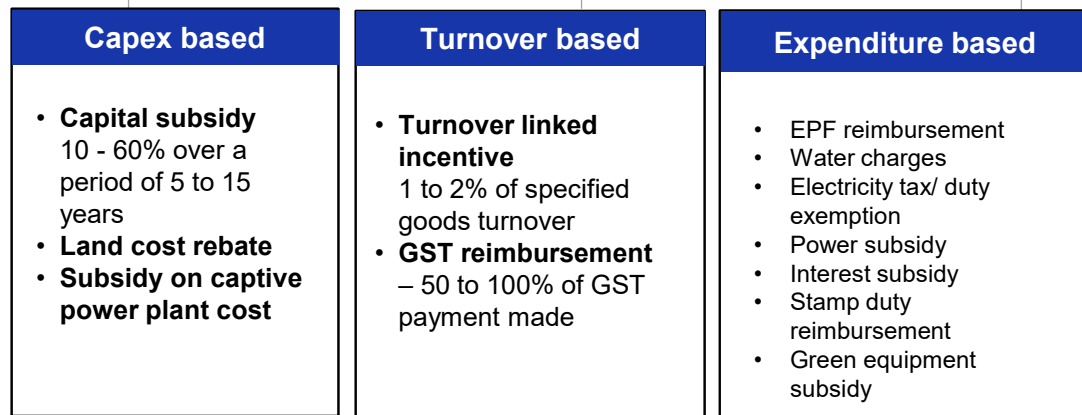 Capex based
• Capital subsidy
10 - 60% over a
period of 5 to 15
years
• Land cost rebate
• Subsidy on captive
power plant cost
Turnover based
• Turnover linked
incentive
1 to 2% of specified
goods turnover
• GST reimbursement
– 50 to 100% of GST
payment made
Expenditure based
• EPF reimbursement
• Water charges
• Electricity tax/ duty
exemption
• Power subsidy
• Interest subsidy
• Stamp duty
reimbursement
• Green equipment
subsidy